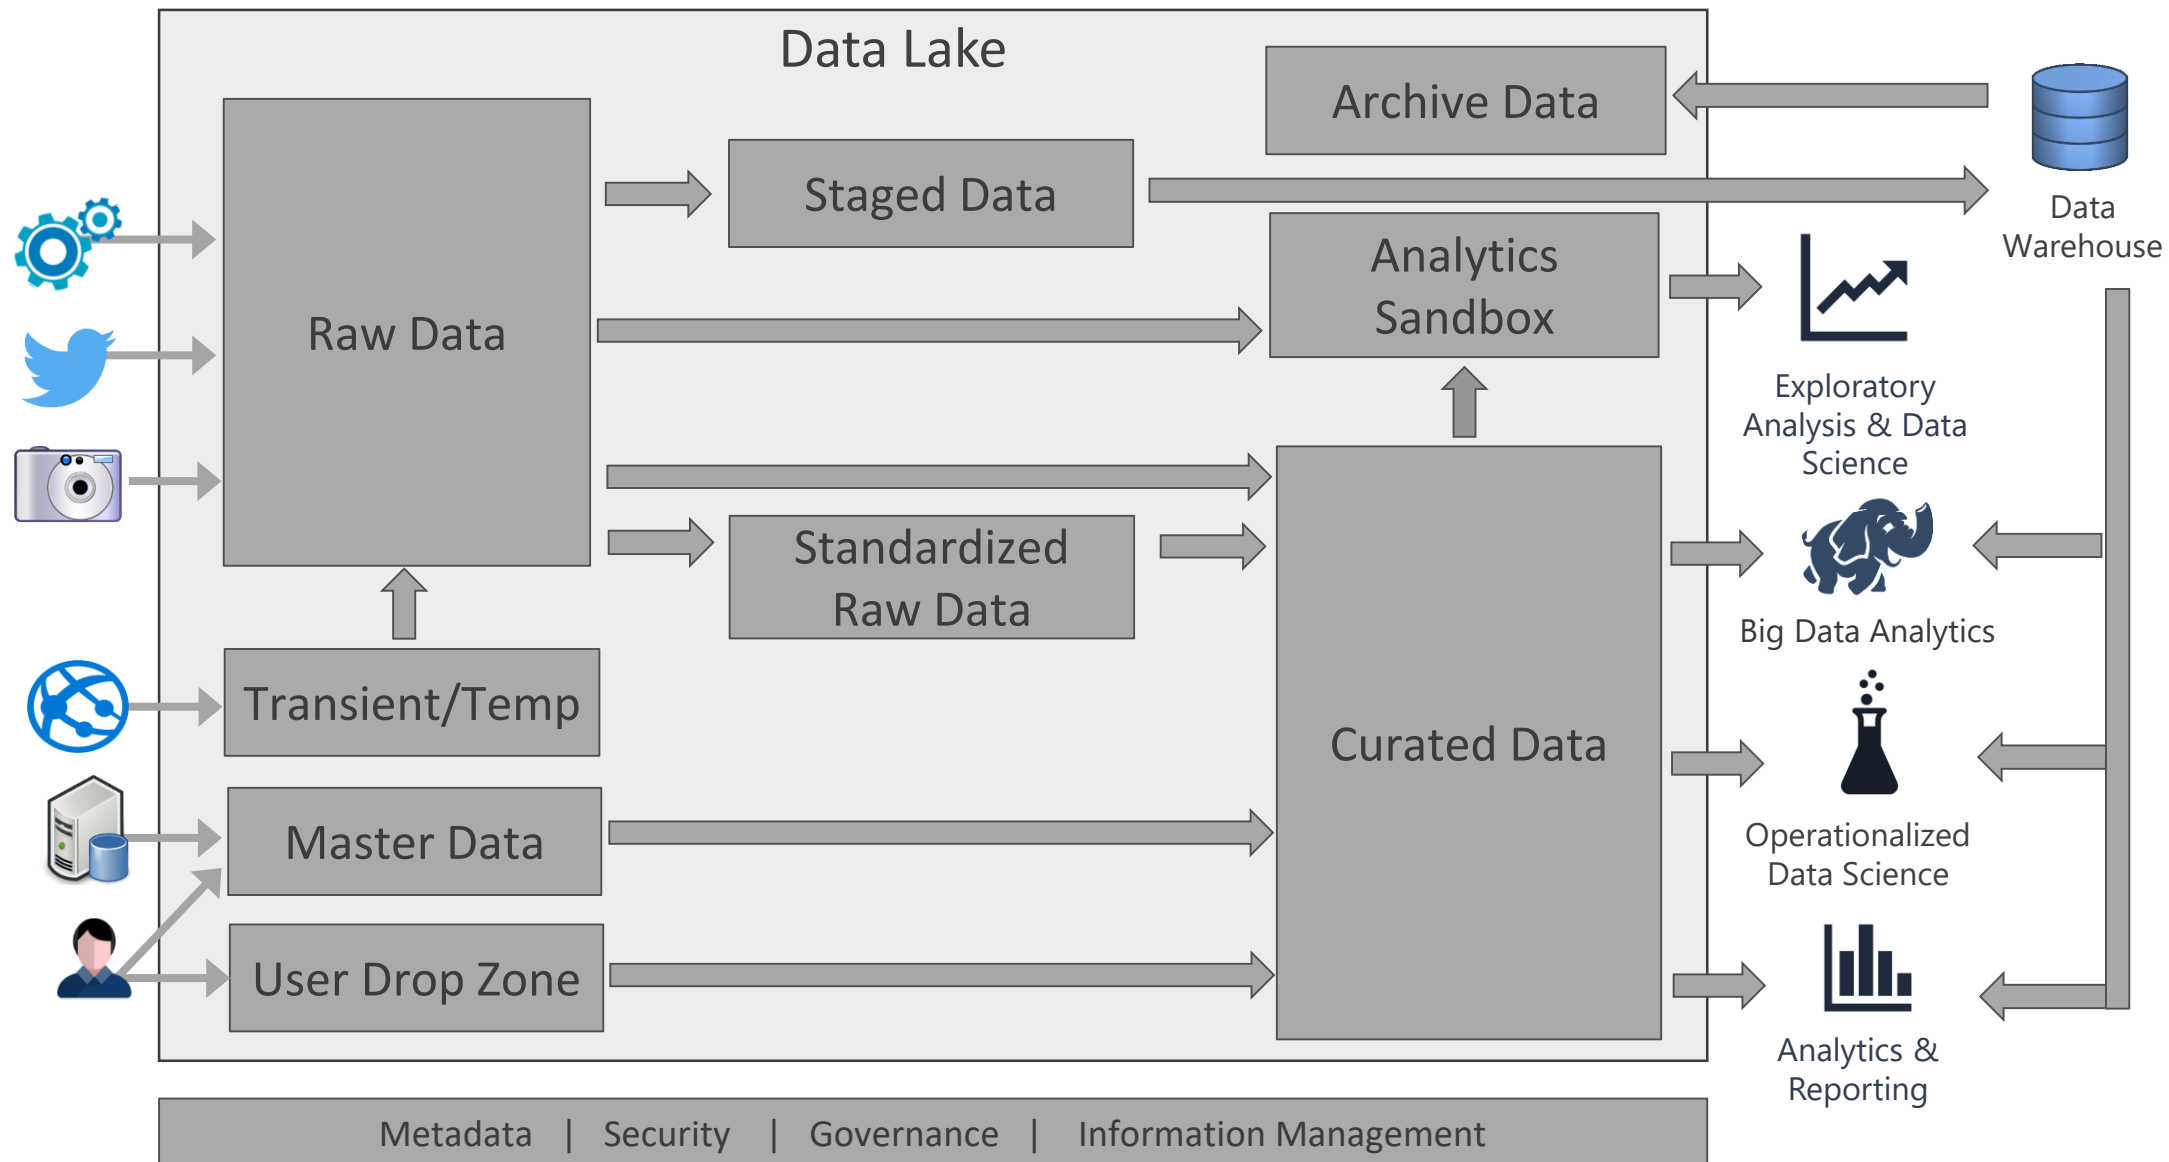 Data Lake
Archive Data
Staged Data
Data
Warehouse
Analytics
Sandbox
Raw Data
Exploratory
Analysis & Data
Science
Standardized
Raw Data
Big Data Analytics
Transient/Temp
Curated Data
Master Data
Operationalized
Data Science
User Drop Zone
Analytics &
Reporting
Metadata | Security | Governance | Information Management